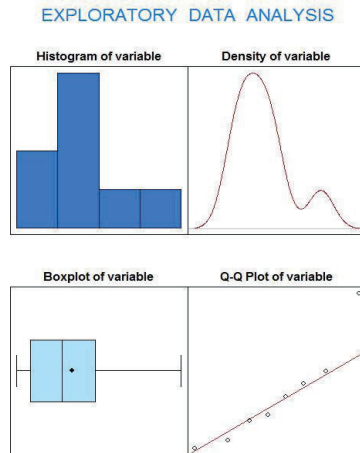 EXPLORATORY DATA ANALYSIS
Histogram of variable
Density of variable
Boxplot of variable
Q-Q Plot of variable